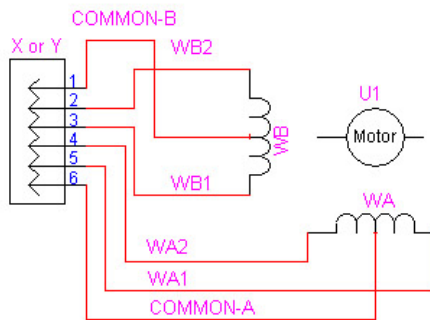 COMMON-B
X or Y
WB2
1
2
3
4
5
6
U1
Motor
WB
WB1
WA
WA2
WA1
COMMON-A